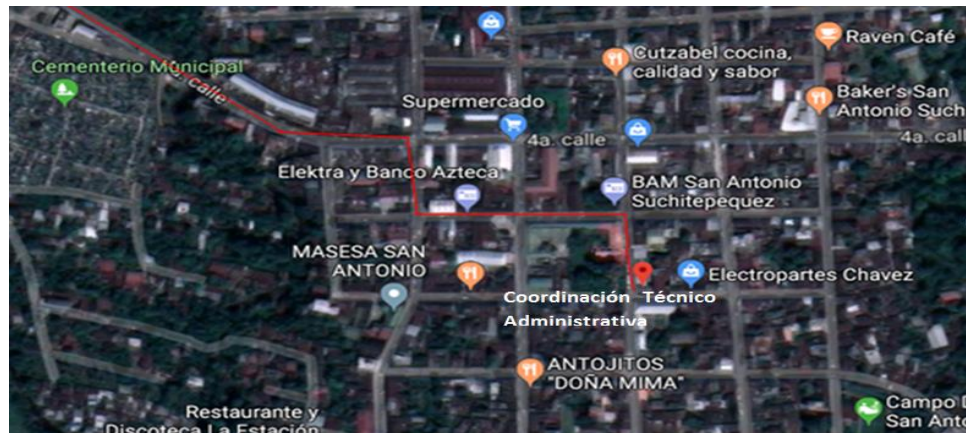 Raven Café
Cutzabel cocina,
calidad y sabor
Cementerio Municipal
calle
Baker's San
Antonio Such
Supermercado
4a. calle
4a. calle
Elektra y Banco Azteca
BAM San Antonio
Suchitepequez
MASESA SAN
ANTONIO
Electropartes Chavez
Coordinación Técnico
Administrativa
ANTOJITOS
"DOÑA MIMA"
Campo D
San Anto
Restaurante y
Discoteca La Estación